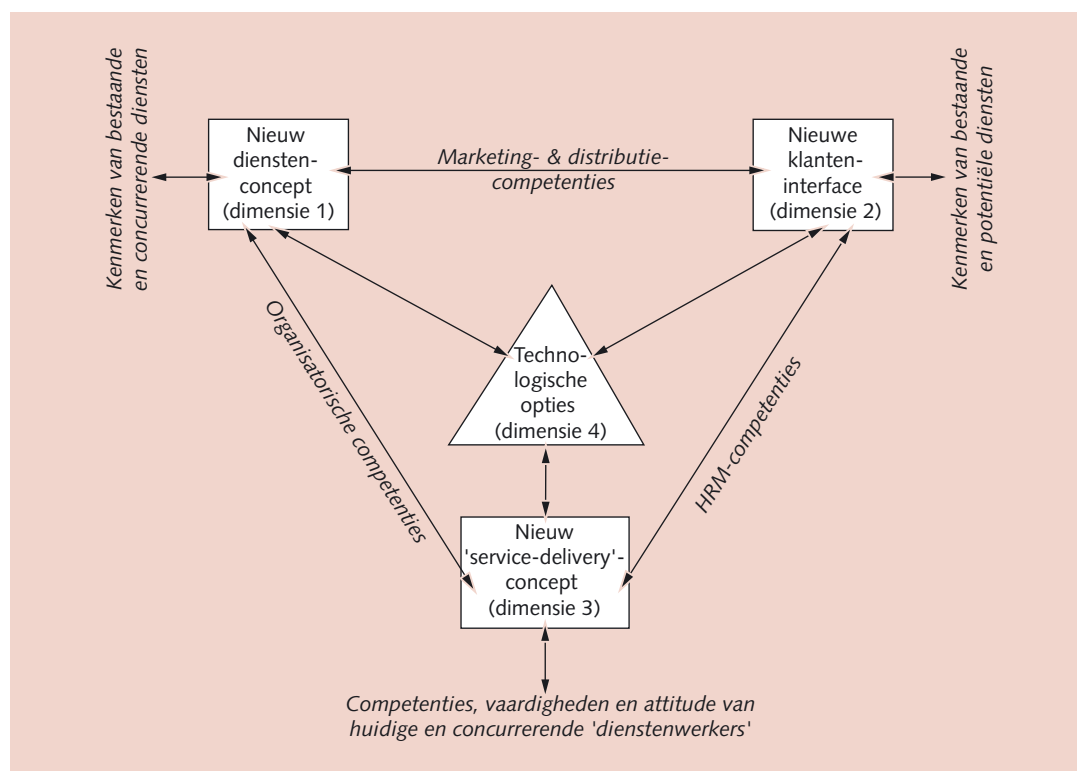 Kenmerken van bestaande
en concurrerende diensten
Nieuw
diensten-
concept
(dimensie 1)
Marketing- & distributie-
competenties
Nieuwe
klanten-
interface
(dimensie 2)
Kenmerken van bestaande
en potentiële diensten
Organisatorische competenties
Techno-
logische
opties
(dimensie 4)
HRM-competenties
Nieuw
'service-delivery'-
concept
(dimensie 3)
Competenties, vaardigheden en attitude van
huidige en concurrerende 'dienstenwerkers'